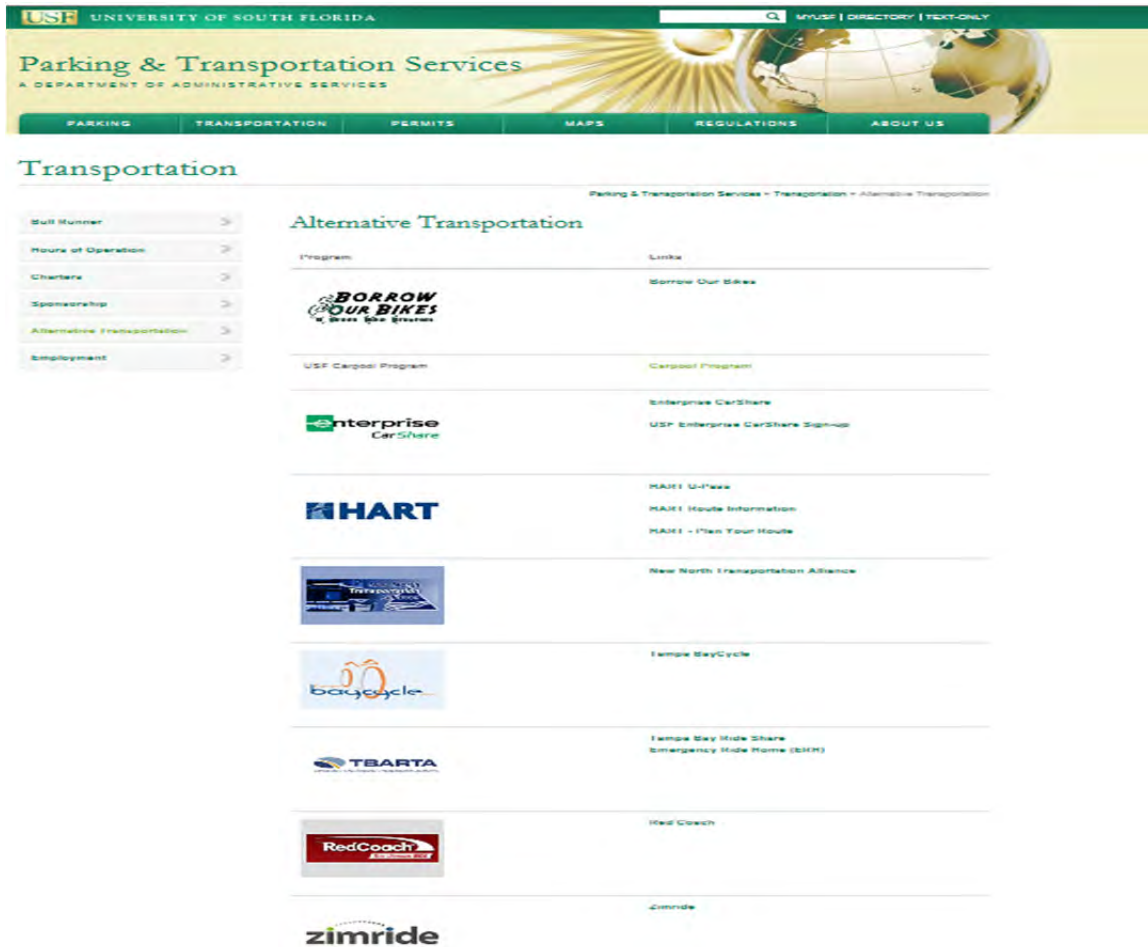 USF UNIVERSITY OF SOUTH FLORIDA
MYUSF | DIRECTORY | TEXT-ONLY
Parking & Transportation Services
A DEPARTMENT OF ADMINISTRATIVE SERVICES
PARKING TRANSPORTATION PERMITS MAPS REGULATIONS ABOUT US
Transportation
Parking & Transportation Services » Transportation » Alternative Transportation
Bull Runner
Hours of Operation
Charters
Sponsorship
Alternative Transportation
Employment
Alternative Transportation
Program Links
BORROW
OUR BIKES
Borrow Our Bikes
USF Carpool Program Carpool Program
enterprise
CarShare
Enterprise CarShare
USF Enterprise CarShare Sign-up
HART
HART U-Pass
HART Route Information
HART - Plan Your Route
Transportation
New North Transportation Alliance
baycycle
Tampa BayCycle
TBARTA
Tampa Bay Ride Share
Emergency Ride Home (ERH)
RedCoach
Red Coach
zimride
Zimride